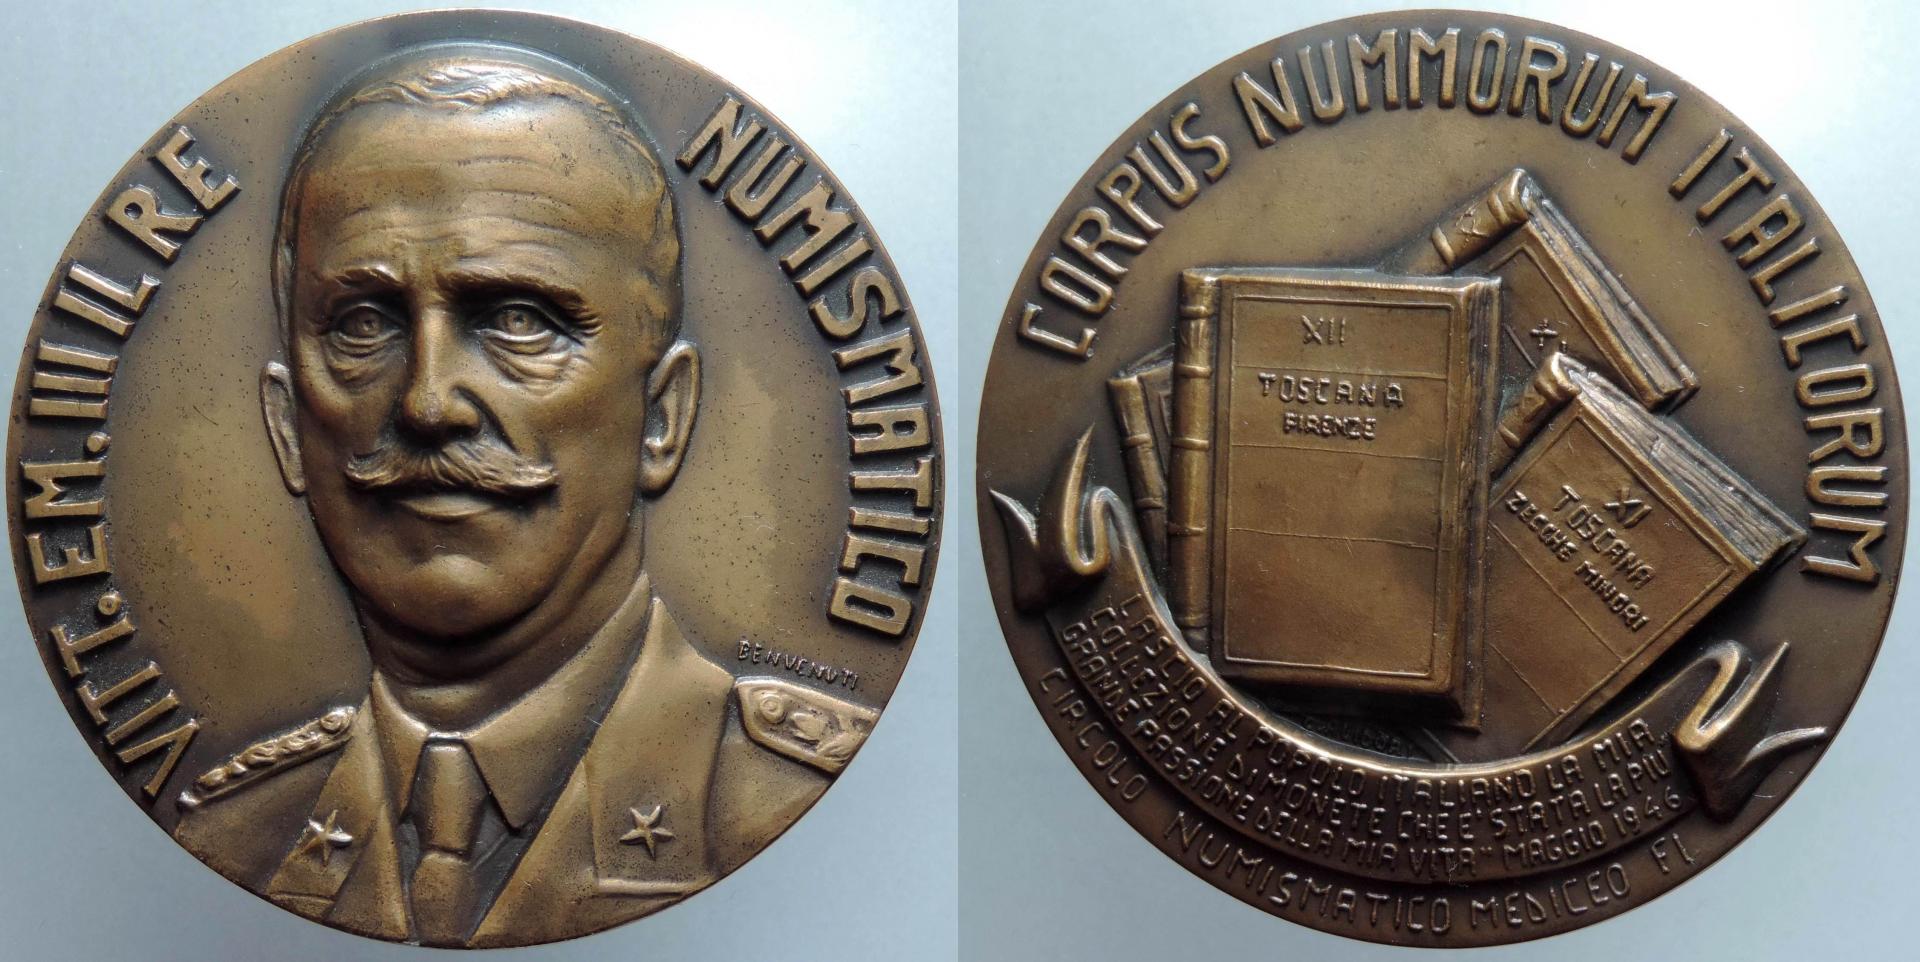 VIT. EM. III IL RE
NUMISMATICO
BENVENUTI
CORPUS NUMMORUM ITALICORUM
XII
TOSCANA
FIRENZE
XI
TOSCANA
ZECCHE MINORI
LASCIO AL POPOLO ITALIANO LA MIA
COLLEZIONE DI MONETE CHE E' STATA LA PIU'
GRANDE PASSIONE DELLA MIA VITA" MAGGIO 1946
CIRCOLO NUMISMATICO MEDICEO FI.